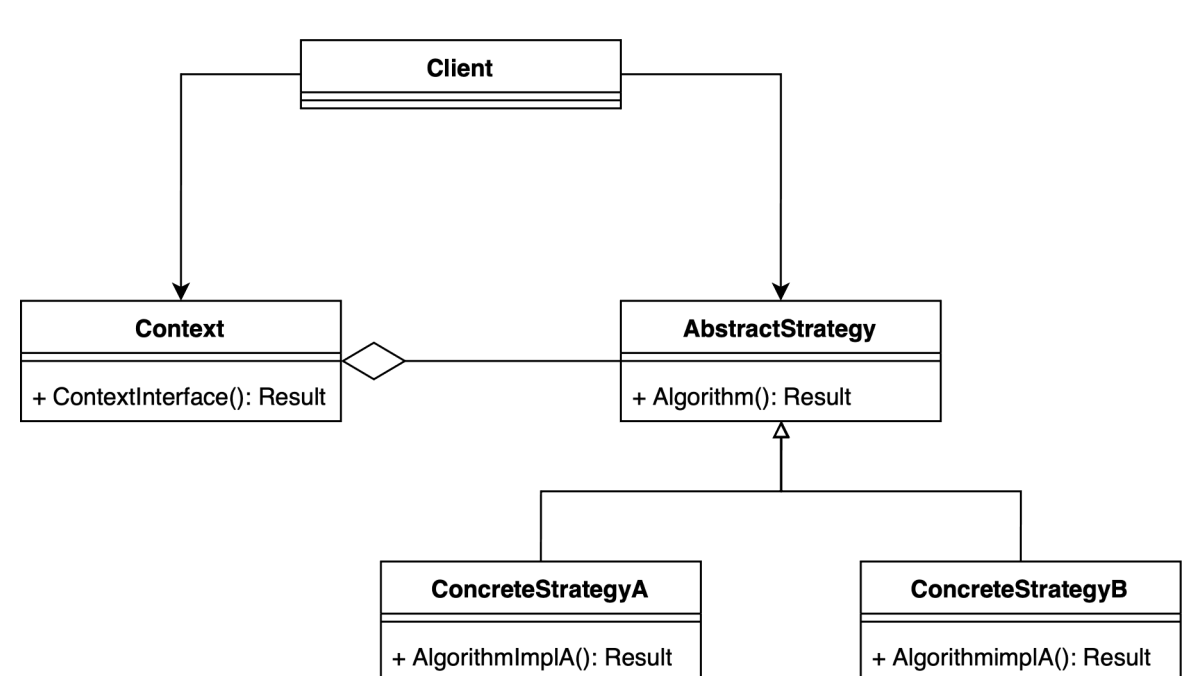 Client
Context
AbstractStrategy
+ ContextInterface(): Result
+ Algorithm(): Result
ConcreteStrategyA
ConcreteStrategyB
+ AlgorithmImplA(): Result
+ AlgorithmimplA(): Result